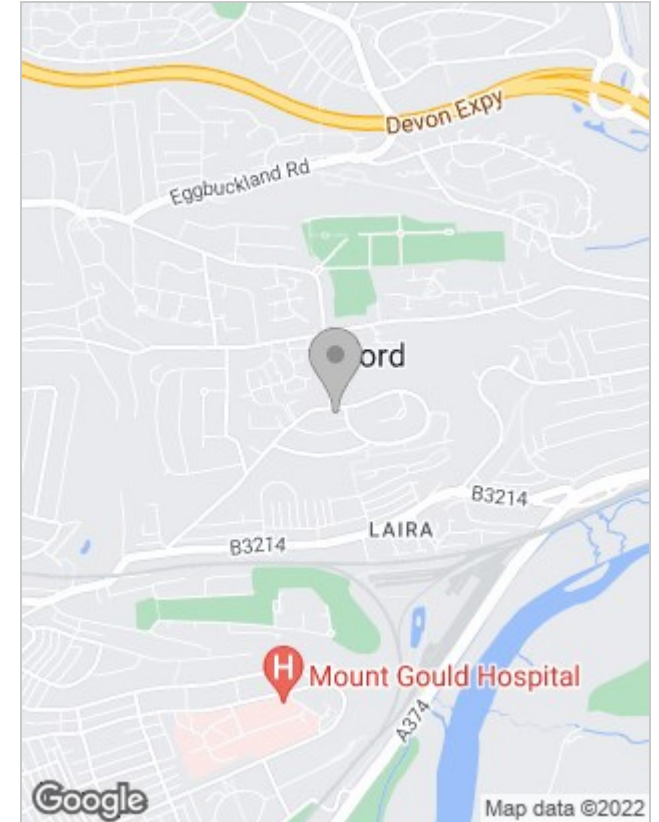 Devon Expy
Eggbuckland Rd
ord
B3214
LAIRA
B3214
H Mount Gould Hospital
A374
Google
Map data ©2022